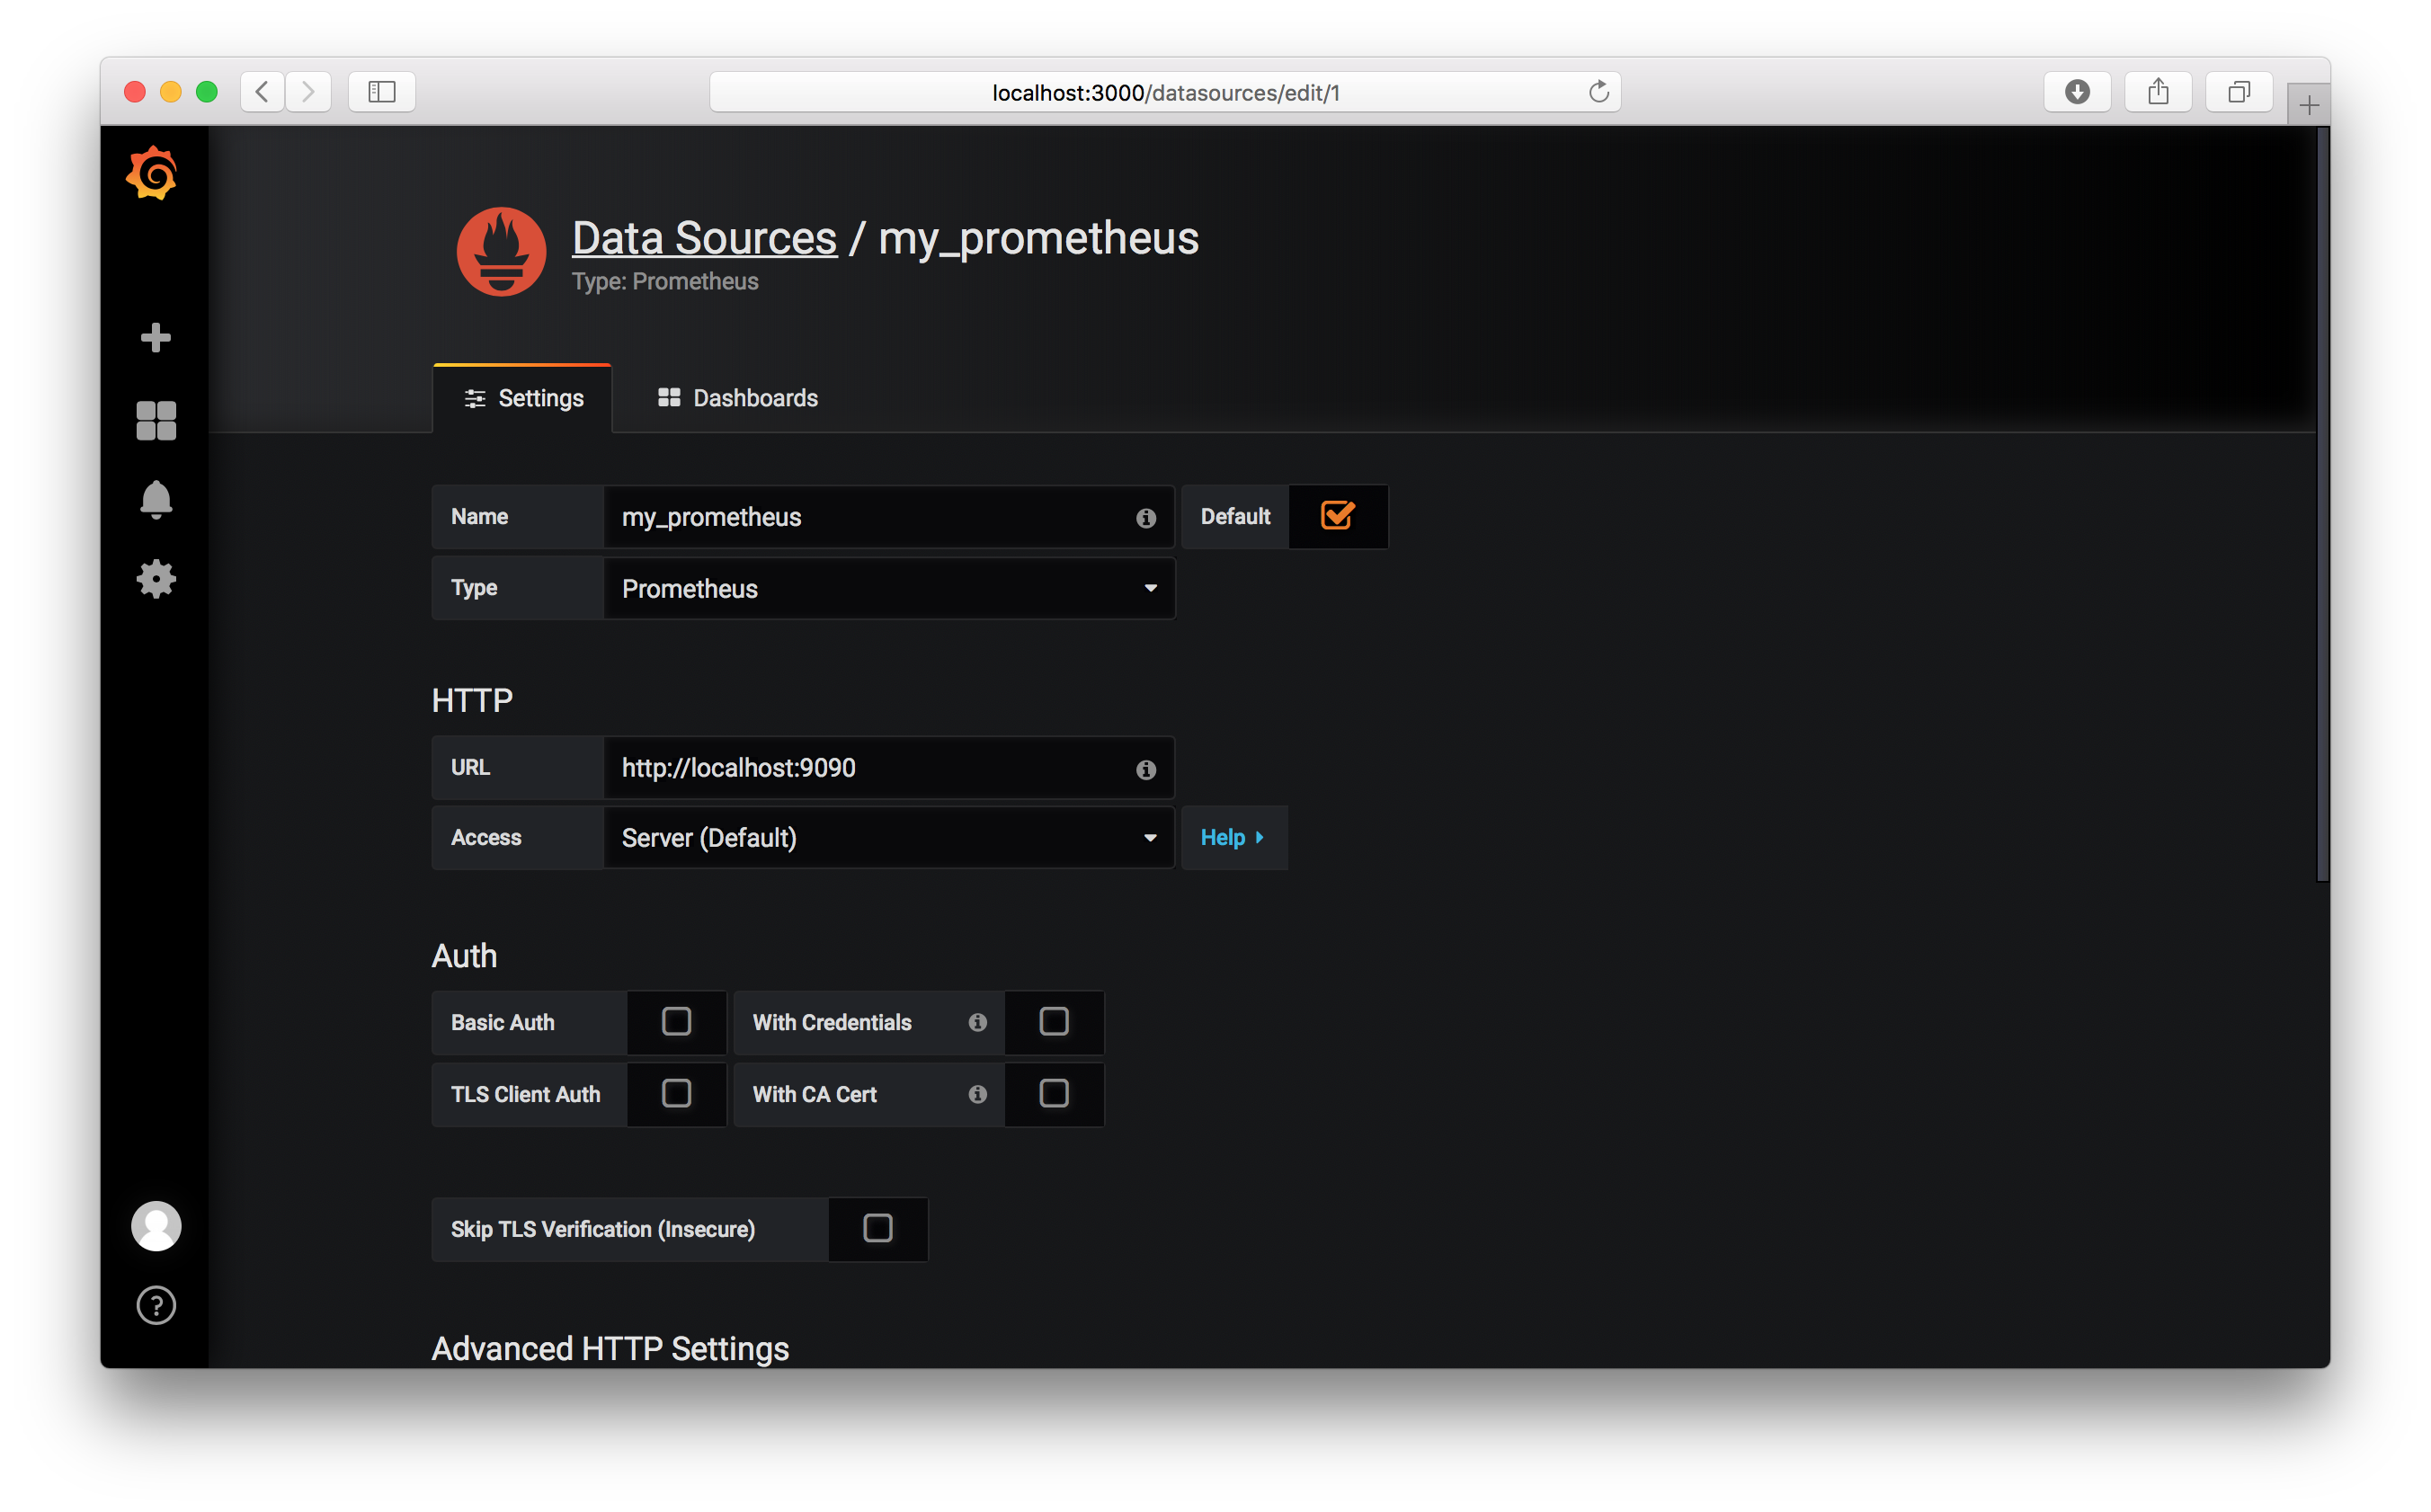 localhost:3000/datasources/edit/1
Data Sources / my_prometheus
Type: Prometheus
Settings Dashboards
Name my_prometheus Default
Type Prometheus
HTTP
URL http://localhost:9090
Access Server (Default) Help
Auth
Basic Auth With Credentials
TLS Client Auth With CA Cert
Skip TLS Verification (Insecure)
Advanced HTTP Settings